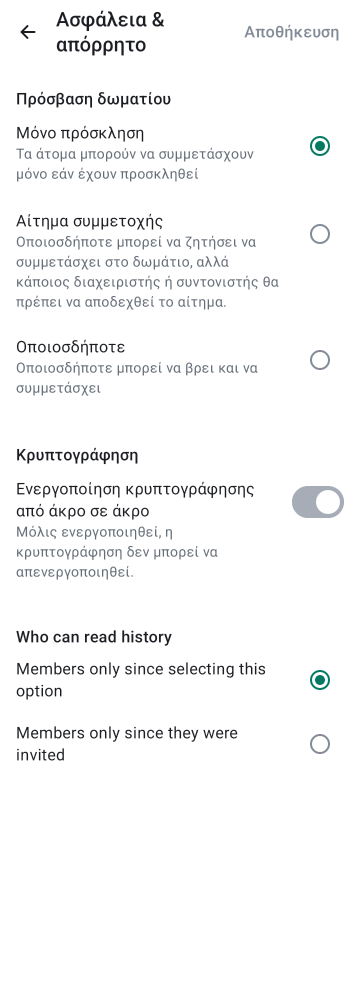 Ασφάλεια &
απόρρητο
Αποθήκευση
Πρόσβαση δωματίου
Μόνο πρόσκληση
Τα άτομα μπορούν να συμμετάσχουν
μόνο εάν έχουν προσκληθεί
Αίτημα συμμετοχής
Οποιοσδήποτε μπορεί να ζητήσει να
συμμετάσχει στο δωμάτιο, αλλά
κάποιος διαχειριστής ή συντονιστής θα
πρέπει να αποδεχθεί το αίτημα.
Οποιοσδήποτε
Οποιοσδήποτε μπορεί να βρει και να
συμμετάσχει
Κρυπτογράφηση
Ενεργοποίηση κρυπτογράφησης
από άκρο σε άκρο
Μόλις ενεργοποιηθεί, η
κρυπτογράφηση δεν μπορεί να
απενεργοποιηθεί.
Who can read history
Members only since selecting this
option
Members only since they were
invited